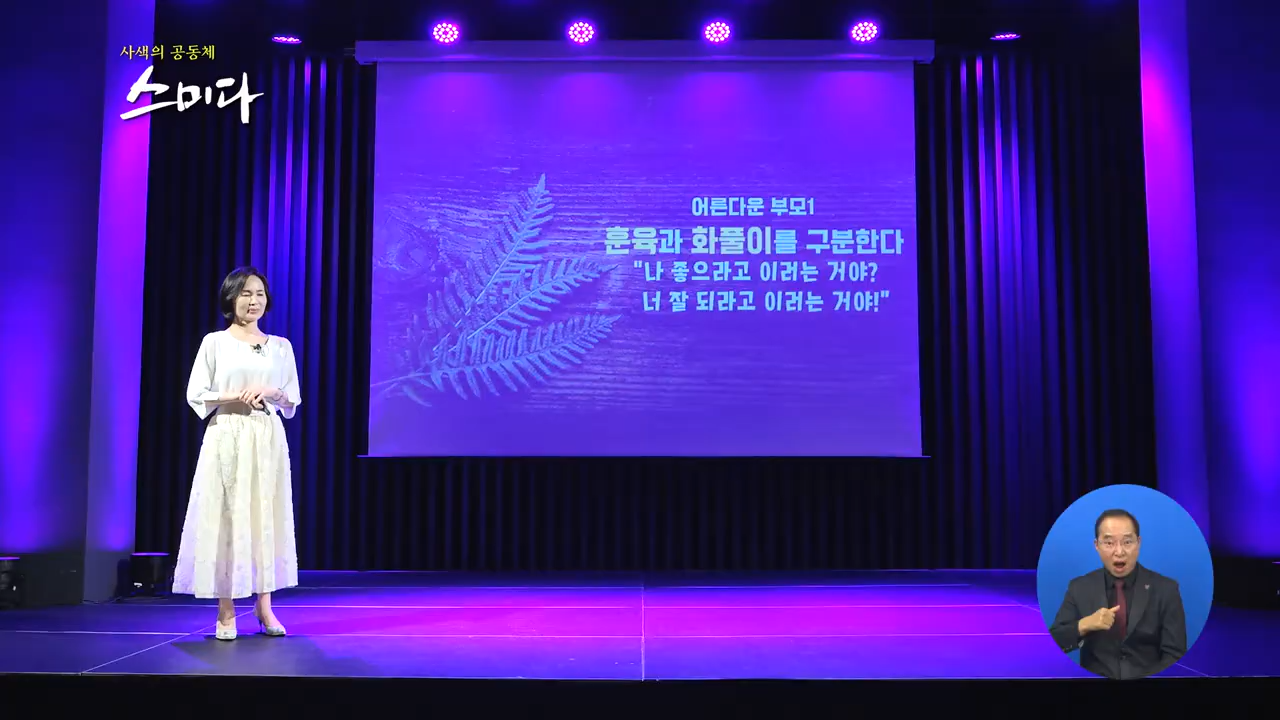 사색의 공동체
스미다
어른다운 부모1
훈육과 화풀이를 구분한다
"나 좋으라고 이러는 거야?
너 잘 되라고 이러는 거야!"